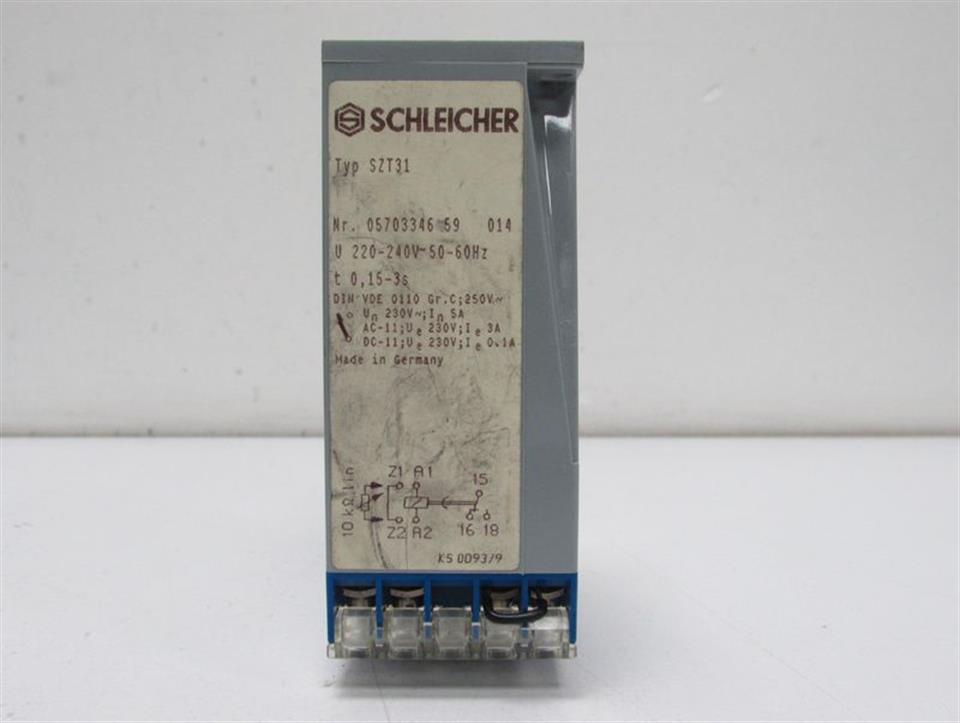 SCHLEICHER
Typ SZT31
Nr. 05703346 59 014
U 220-240V~50-60Hz
t 0,15-3s
DIN VDE 0110 Gr.C;250V~
Un 230V~;In 5A
AC-11;Ue 230V;Ie 3A
DC-11;Ue 230V;Ie 0.1A
Made in Germany
10 kΩ lin
Z1 A1
15
Z2 A2
16 18
KS 0093/9